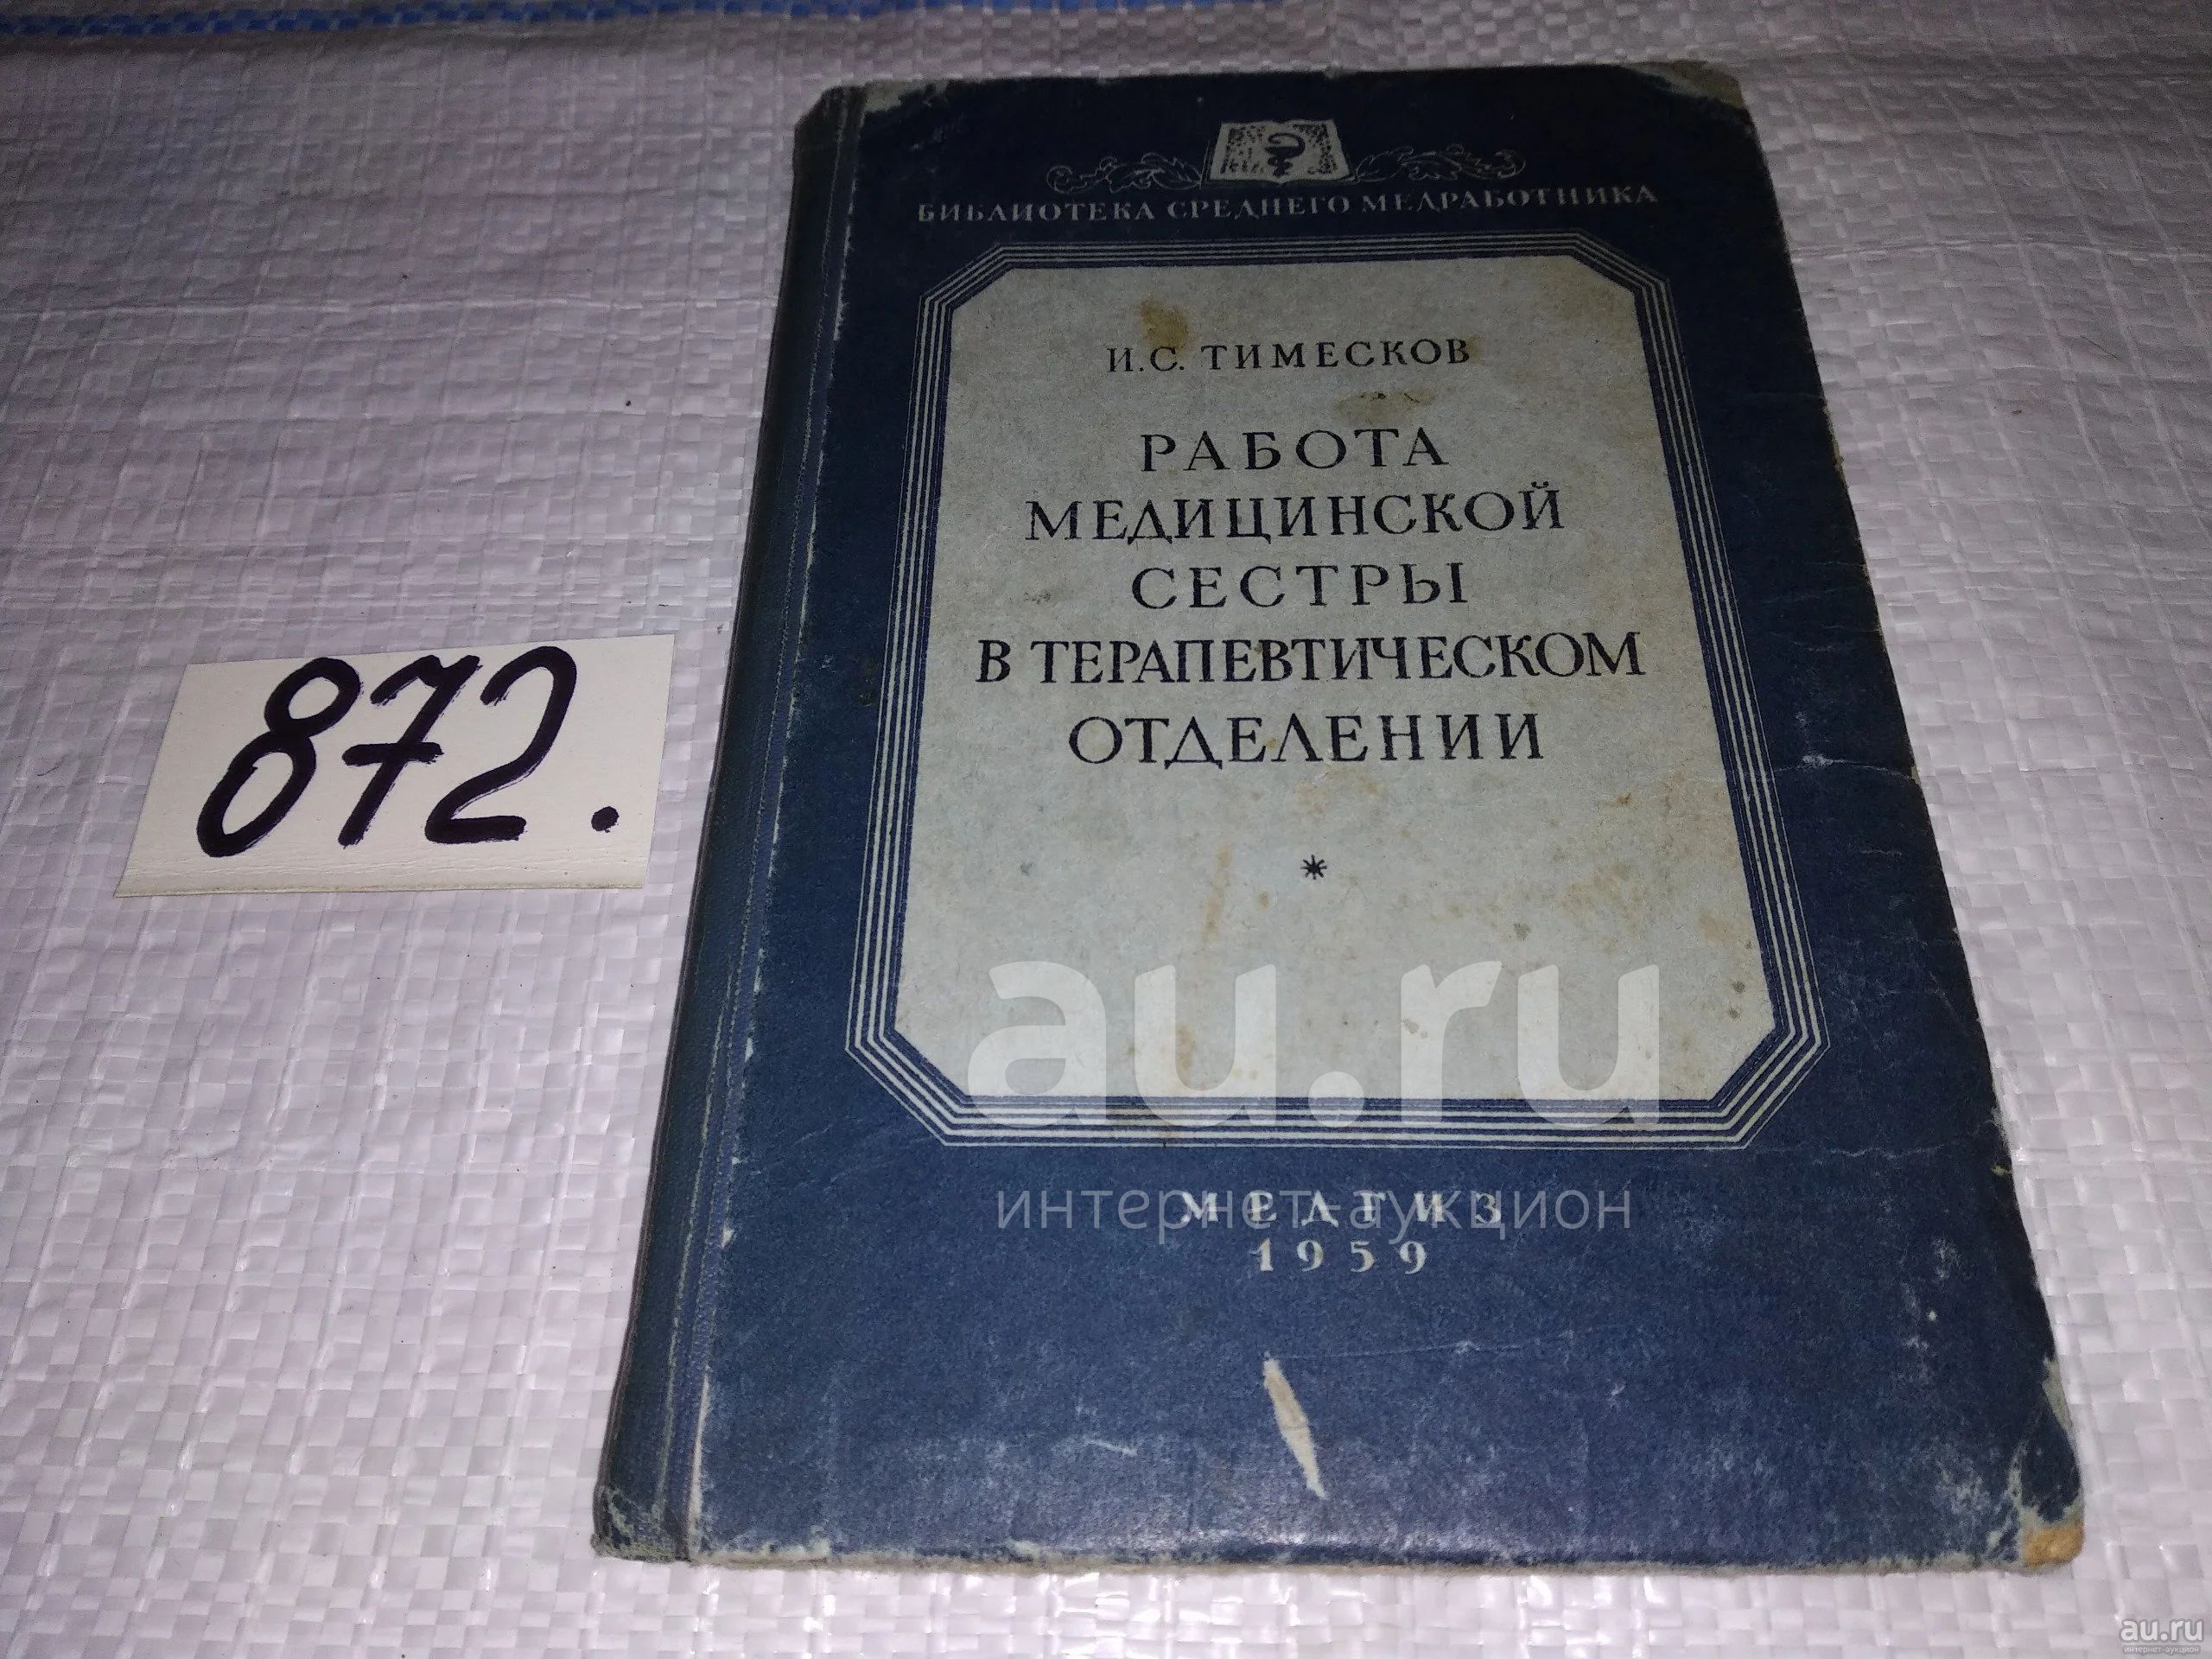 БИБЛИОТЕКА СРЕДНЕГО МЕДРАБОТНИКА
И.С. ТИМЕСКОВ
РАБОТА
МЕДИЦИНСКОЙ
СЕСТРЫ
В ТЕРАПЕВТИЧЕСКОМ
ОТДЕЛЕНИИ
*
872.
au.ru
интернет-аукцион
МЕДГИЗ
1959
au.ru
интернет-аукцион